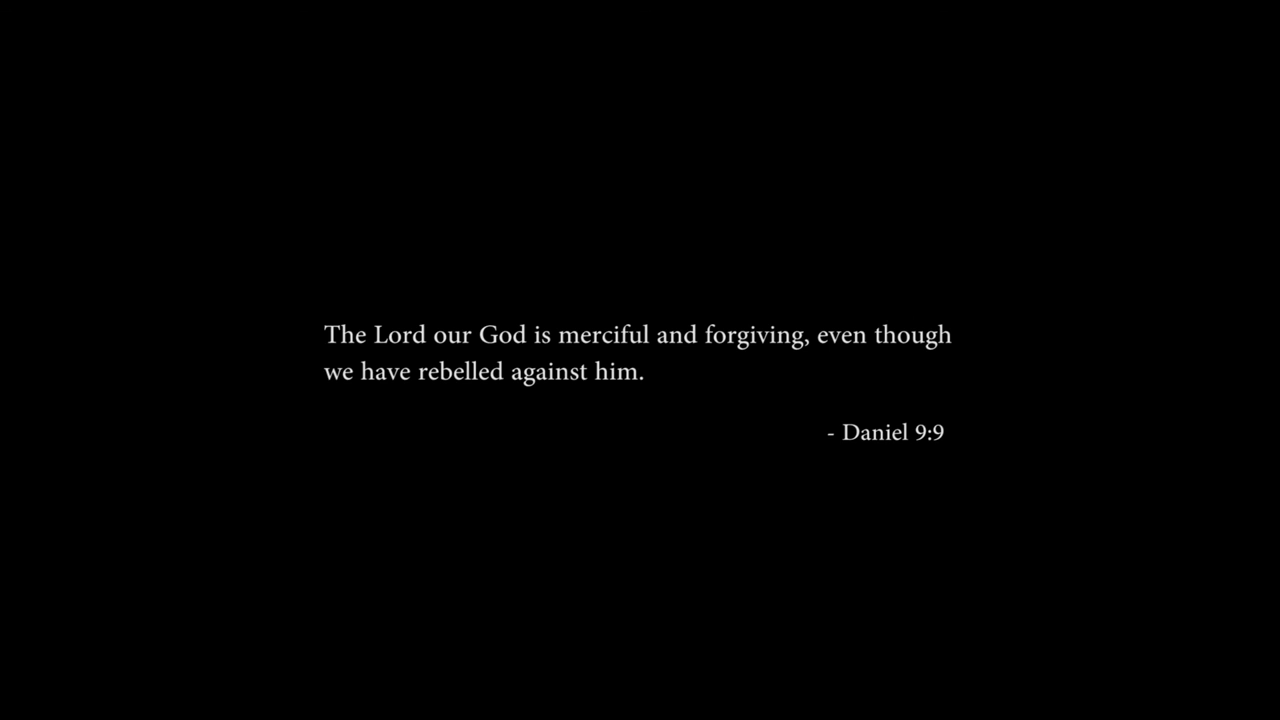 The Lord our God is merciful and forgiving, even though
we have rebelled against him.
- Daniel 9:9